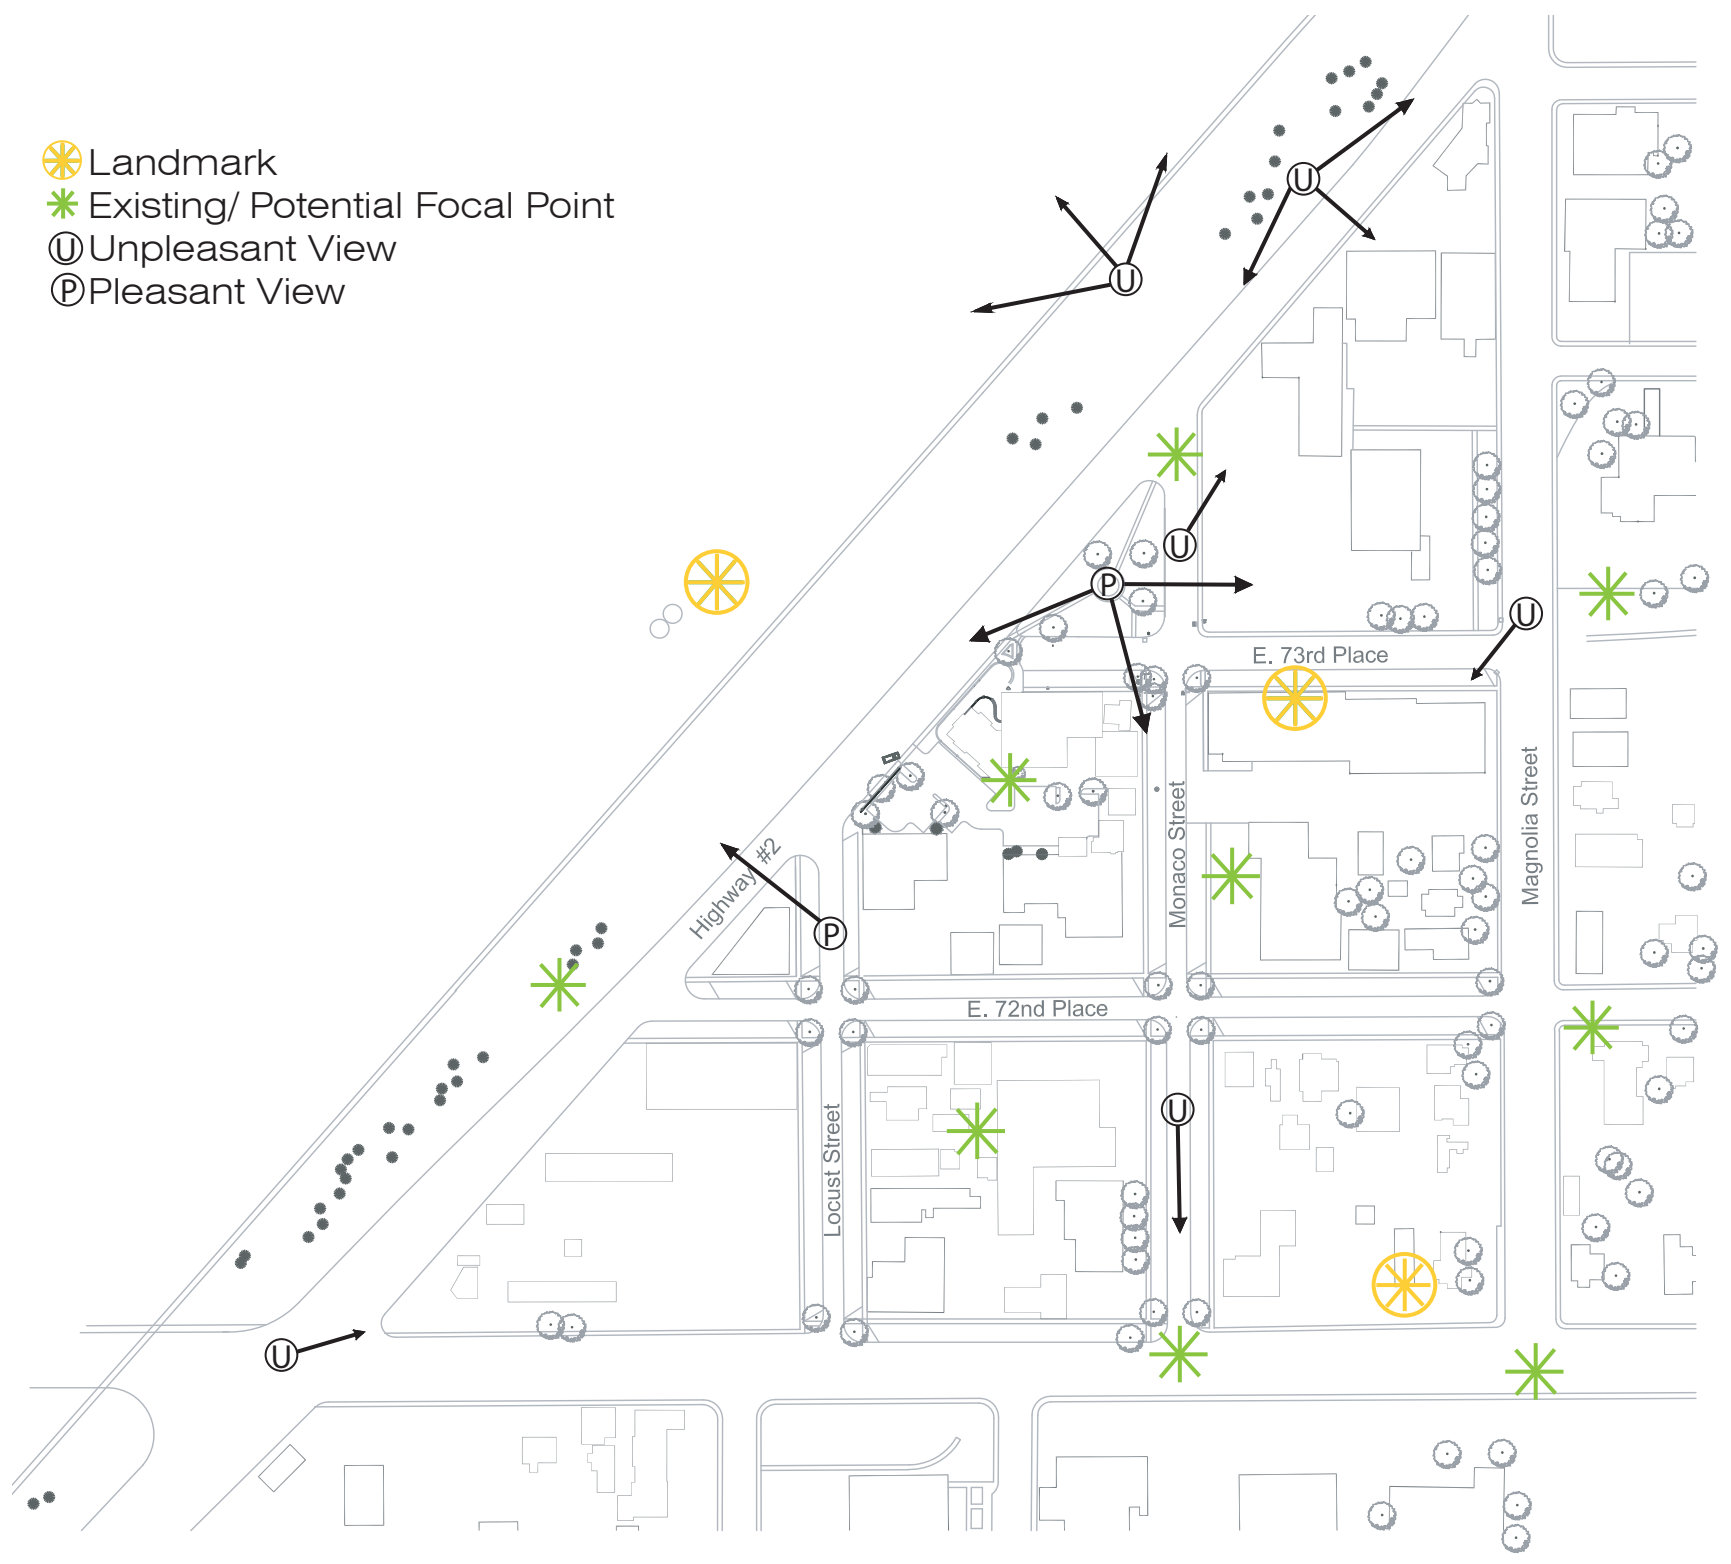 Landmark
Existing/ Potential Focal Point
U Unpleasant View
P Pleasant View
U
U
U
P
U
E. 73rd Place
Magnolia Street
Monaco Street
Highway #2
P
E. 72nd Place
U
Locust Street
U